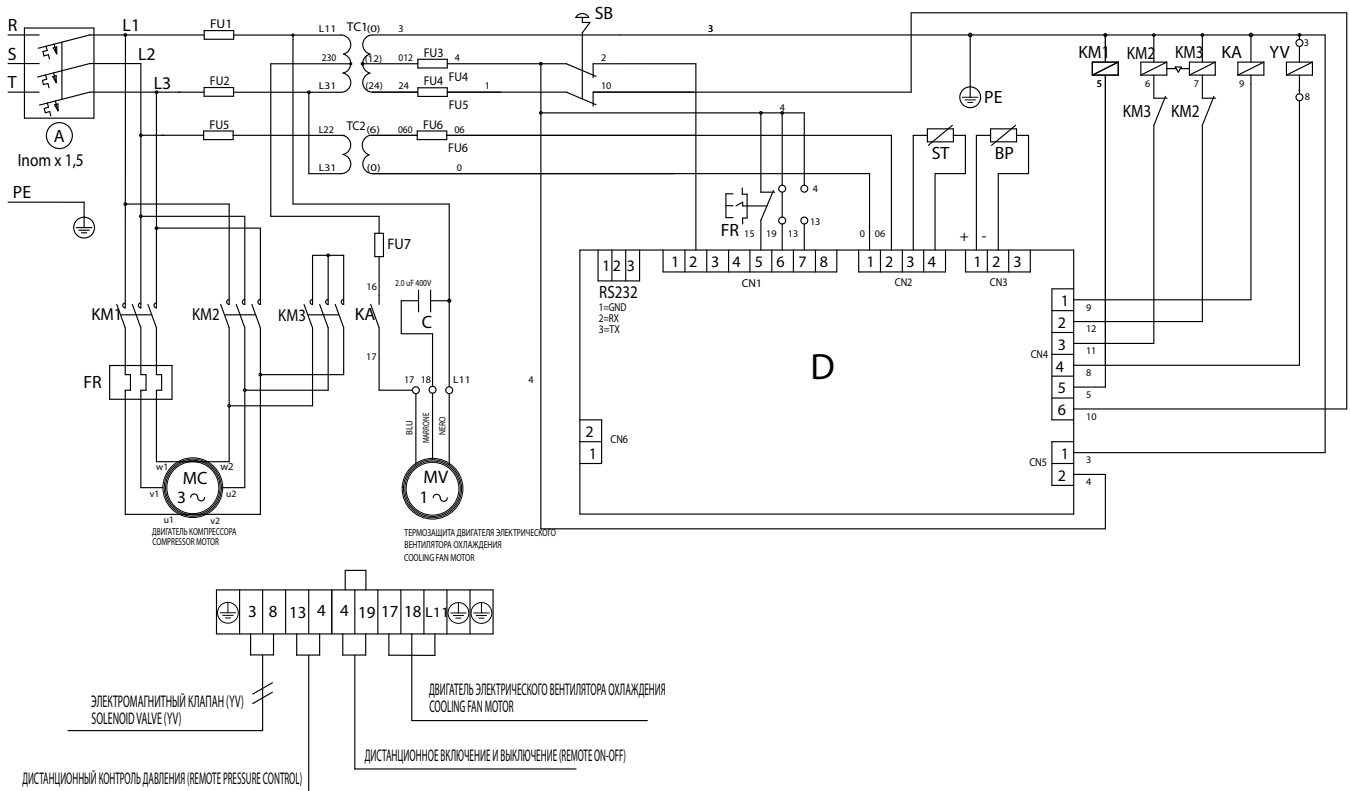 R L1 FU1 L11 TC1 (0) 3 SB 3
S L2 230 (12) 012 FU3 4 2 KM1 KM2 KM3 KA YV 3
FU4
T L3 FU2 L31 (24) 24 FU4 1 10 PE 5 6 7 9 8
FU5
A
Inom x 1,5
FU5 L22 TC2 (6) 060 FU6 06 4 ST BP KM3 KM2
FU6
L31 (0) 0
PE
4
FR 15 19 13 13 0 06 + -
FU7
1 2 3 1 2 3 4 5 6 7 8 1 2 3 4 1 2 3
RS232 CN1 CN2 CN3
1=GND
2=RX
3=TX
16 2.0 uF 400V
KM1 KM2 KM3 KA C
17
FR 17 18 L11 4
D
CN4
1 9
2 12
3 11
4 8
5 5
6 10
BLU MARRONE NERO
2 CN6
1
CN5
1 3
2 4
w1 w2
MC
3
v1 u2
u1 v2
MV
1
ДВИГАТЕЛЬ КОМПРЕССОРА
COMPRESSOR MOTOR
ТЕРМОЗАЩИТА ДВИГАТЕЛЯ ЭЛЕКТРИЧЕСКОГО
ВЕНТИЛЯТОРА ОХЛАЖДЕНИЯ
COOLING FAN MOTOR
3 8 13 4 4 19 17 18 L11
ЭЛЕКТРОМАГНИТНЫЙ КЛАПАН (YV)
SOLENOID VALVE (YV)
ДВИГАТЕЛЬ ЭЛЕКТРИЧЕСКОГО ВЕНТИЛЯТОРА ОХЛАЖДЕНИЯ
COOLING FAN MOTOR
ДИСТАНЦИОННОЕ ВКЛЮЧЕНИЕ И ВЫКЛЮЧЕНИЕ (REMOTE ON-OFF)
ДИСТАНЦИОННЫЙ КОНТРОЛЬ ДАВЛЕНИЯ (REMOTE PRESSURE CONTROL)